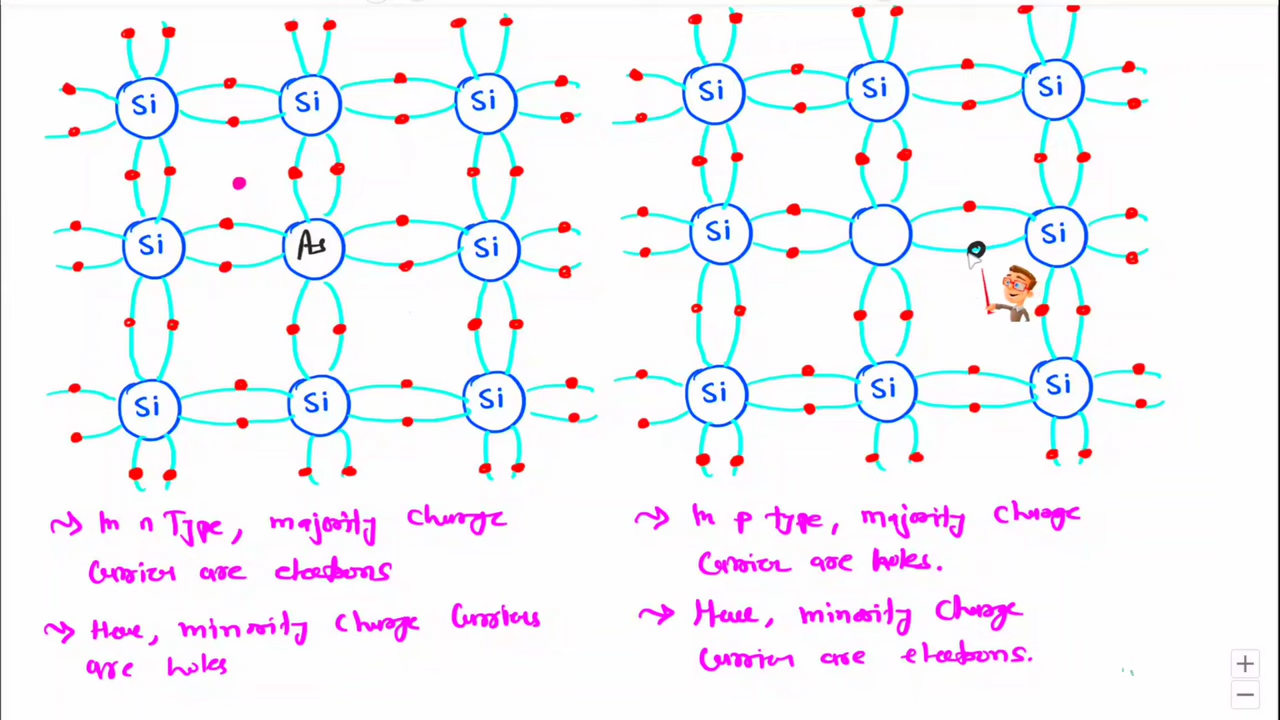 Si Si Si Si Si Si
Si As Si Si Si
Si Si Si Si Si Si
~> In n Type, majority charge
carrier are electrons
~> Here, minority charge carriers
are holes
~> In p type, majority charge
carrier are holes.
~> Here, minority charge
carrier are electrons.